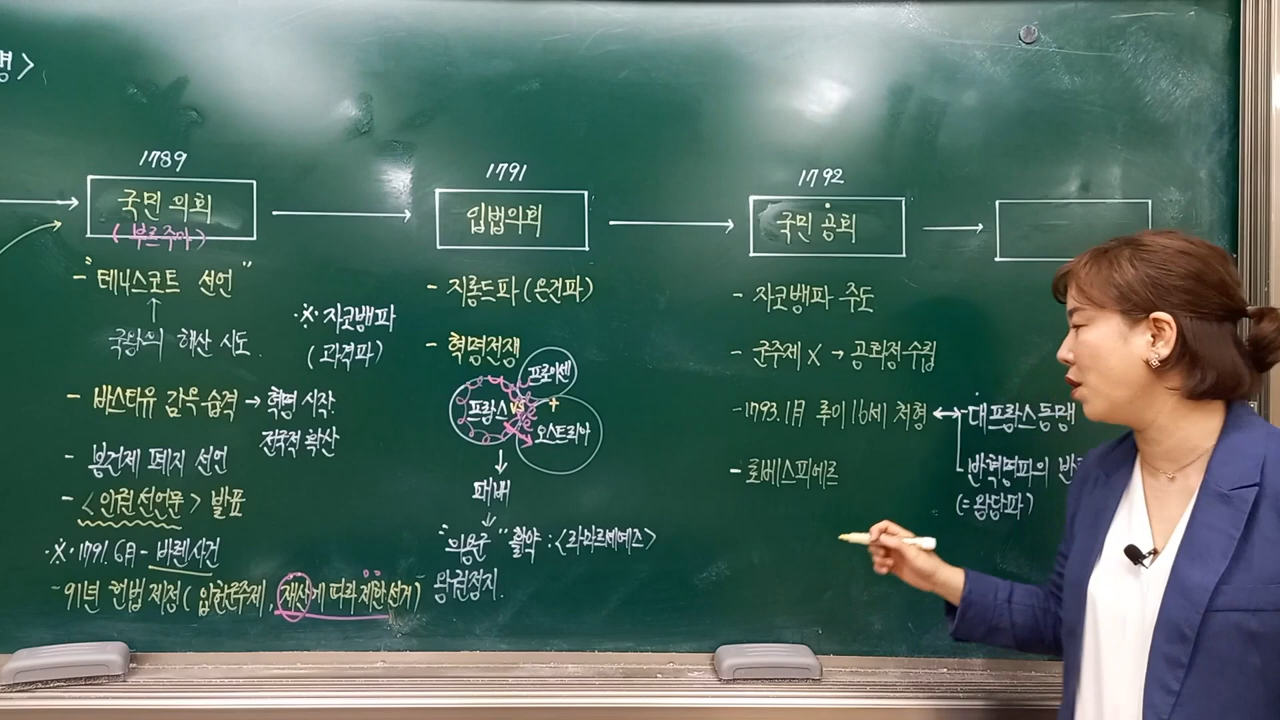 명>
1789
국민 의회
(부르주아)
- "테니스코트 선언"
↑
국왕의 해산 시도.
※ 자코뱅파
(과격파)
- 바스티유 감옥 습격 → 혁명 시작.
전국적 확산
- 봉건제 폐지 선언
- <인권선언문> 발표
※ 1791. 6月 - 바렌사건
- 91년 헌법 제정(입헌군주제, 재산에 따라 제한선거)
1791
입법의회
- 지롱드파(온건파)
- 혁명전쟁
프로이센
프랑스 VS +
오스트리아
↓
패배
↓
"의용군" 활약 : <라마르세예즈>
왕권정지.
1792
국민 공회
- 자코뱅파 주도
- 군주제 X → 공화정수립
- 1793.1月 루이 16세 처형 ↔ 대프랑스동맹
반혁명파의 반
(= 왕당파)
- 로베스피에르